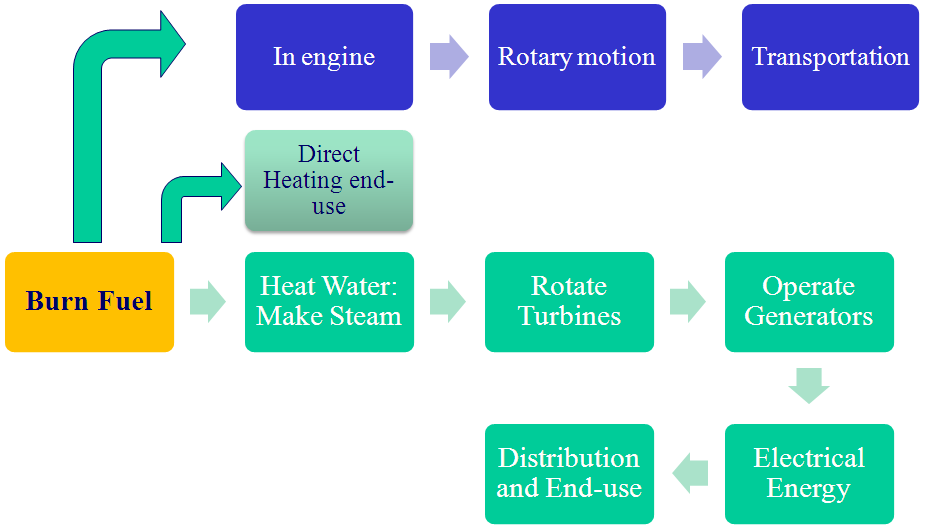 In engine
Rotary motion
Transportation
Direct
Heating end-
use
Burn Fuel
Heat Water:
Make Steam
Rotate
Turbines
Operate
Generators
Distribution
and End-use
Electrical
Energy